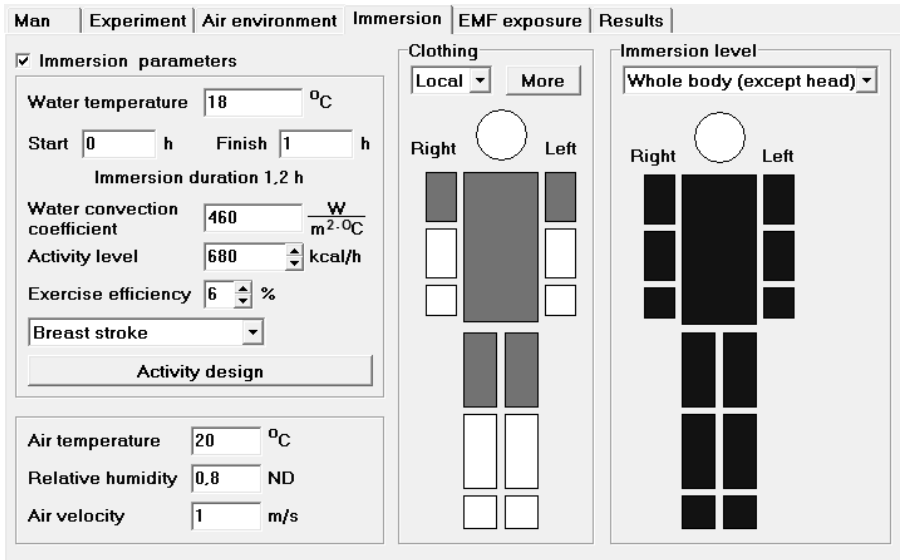 Man Experiment Air environment Immersion EMF exposure Results
Immersion parameters
Water temperature 18 ⁰C
Start 0 h Finish 1 h
Immersion duration 1,2 h
Water convection coefficient 460 W
m²·⁰C
Activity level 680 kcal/h
Exercise efficiency 6 %
Breast stroke
Activity design
Air temperature 20 ⁰C
Relative humidity 0,8 ND
Air velocity 1 m/s
Clothing
Local More
Right Left
Immersion level
Whole body (except head)
Right Left